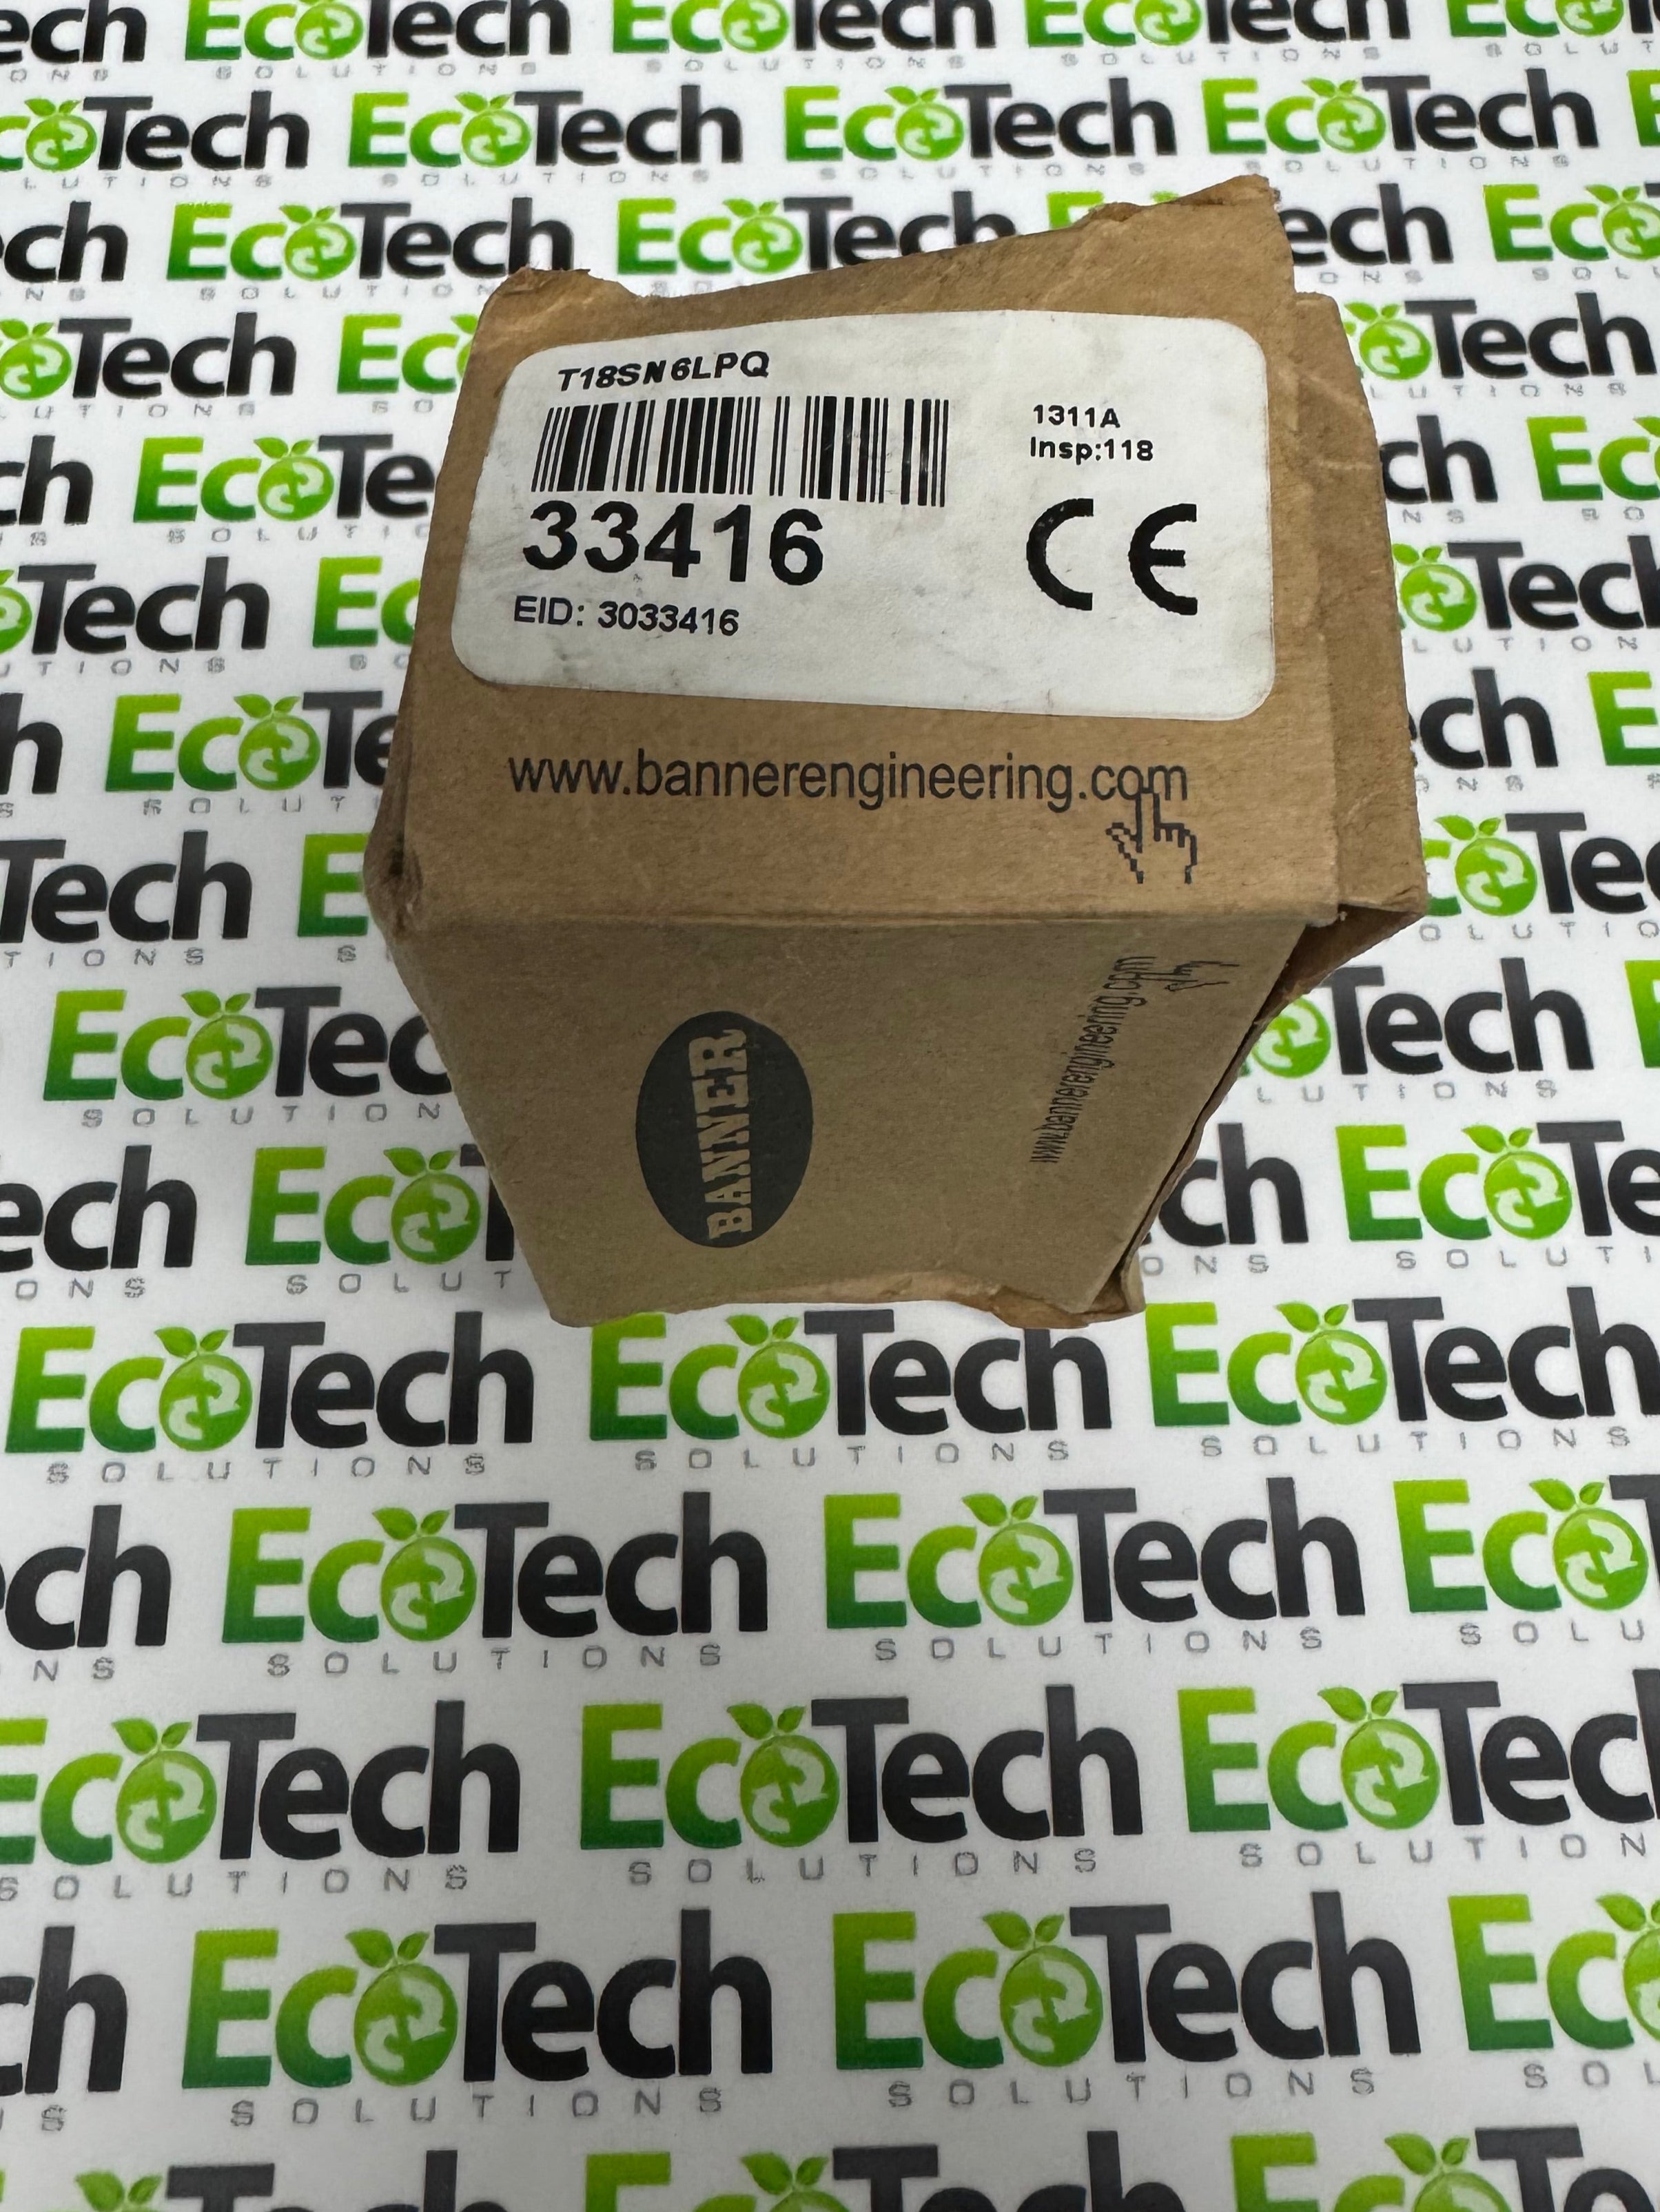 T18SN6LPQ
1311A
Insp:118
33416
CE
EID: 3033416
www.bannerengineering.com
www.bannerengineering.com
BANNER
EcoTech
SOLUTIONS